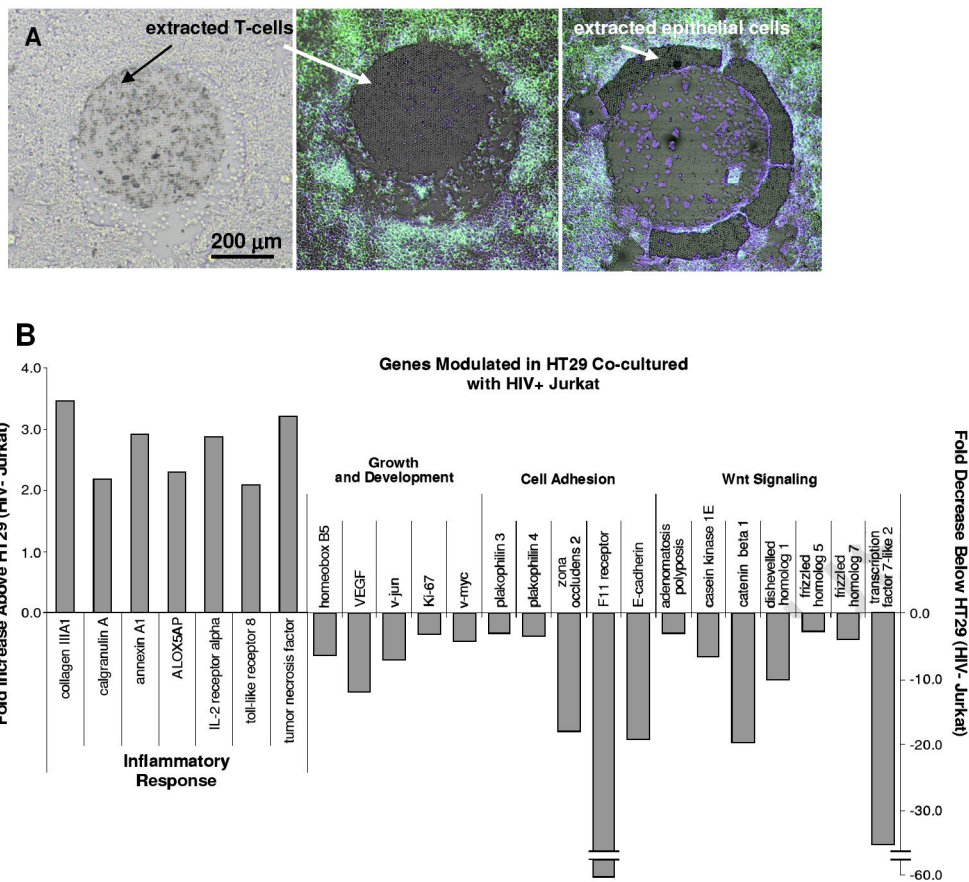 A
extracted T-cells
extracted epithelial cells
200 μm
B
Genes Modulated in HT29 Co-cultured
with HIV+ Jurkat
4.0
3.0
2.0
1.0
0.0
Fold Increase Above HT29 (HIV- Jurkat)
collagen IIIA1
calgranulin A
annexin A1
ALOX5AP
IL-2 receptor alpha
toll-like receptor 8
tumor necrosis factor
Inflammatory
Response
Growth
and Development
homeobox B5
VEGF
v-jun
Ki-67
v-myc
Cell Adhesion
plakophilin 3
plakophilin 4
zona
occludens 2
F11 receptor
E-cadherin
Wnt Signaling
adenomatosis
polyposis
casein kinase 1E
catenin beta 1
dishevelled
homolog 1
frizzled
homolog 5
frizzled
homolog 7
transcription
factor 7-like 2
0.0
-10.0
-20.0
-30.0
-60.0
Fold Decrease Below HT29 (HIV- Jurkat)